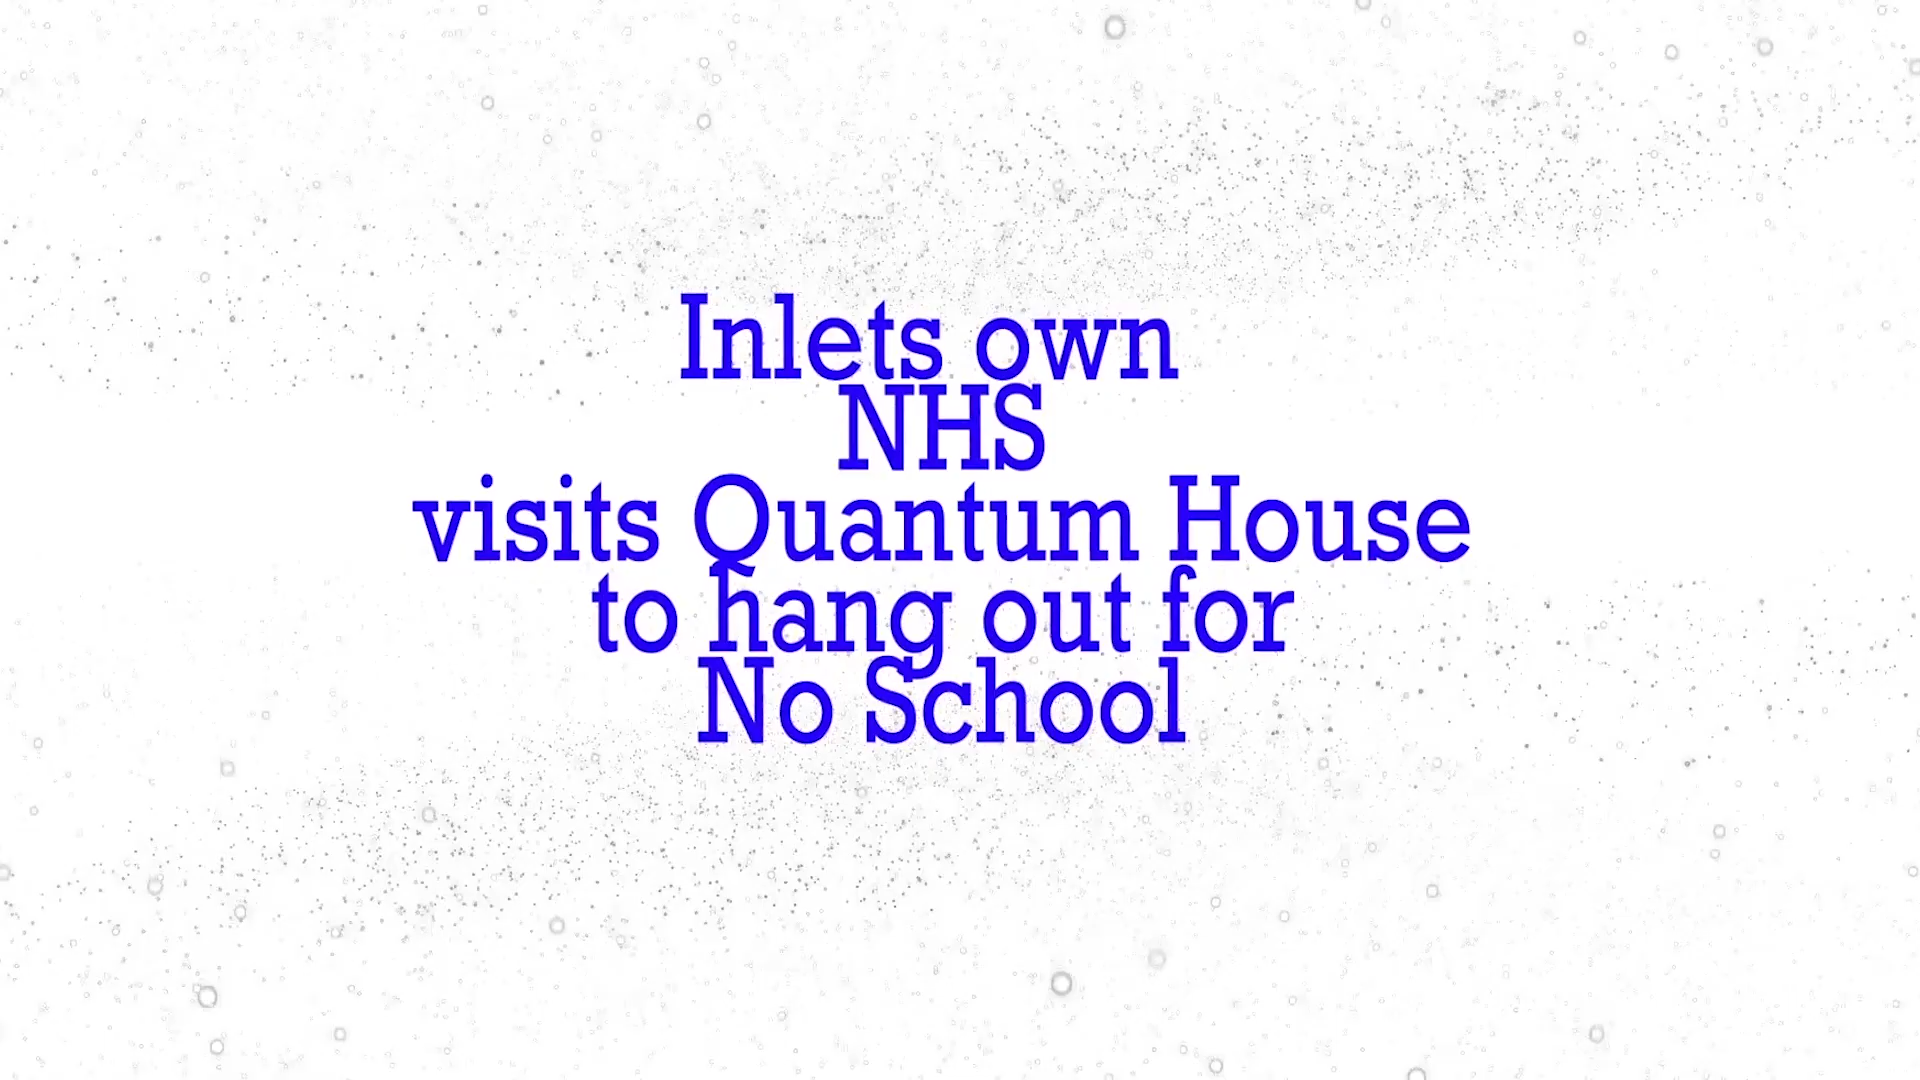 Inlets own
NHS
visits Quantum House
to hang out for
No School